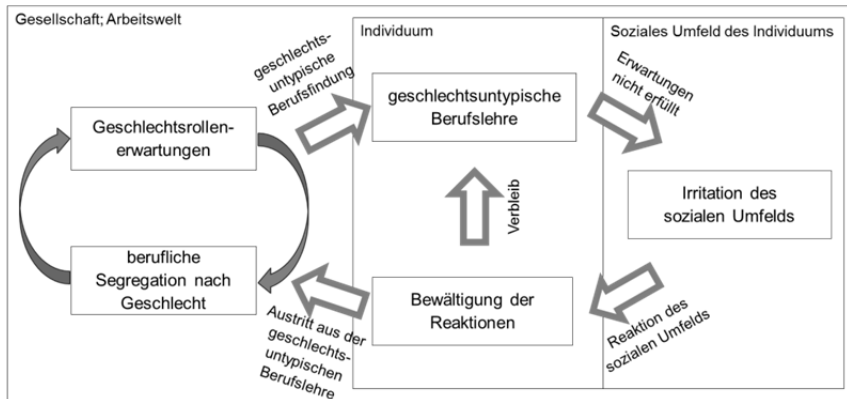 Gesellschaft; Arbeitswelt
Individuum
Soziales Umfeld des Individuums
geschlechts-
untypische
Berufsfindung
geschlechtsuntypische
Berufslehre
Erwartungen
nicht erfüllt
Geschlechtsrollen-
erwartungen
Irritation des
sozialen Umfelds
Verbleib
berufliche
Segregation nach
Geschlecht
Bewältigung der
Reaktionen
Reaktion des
sozialen Umfelds
Austritt aus der
geschlechts-
untypischen
Berufslehre